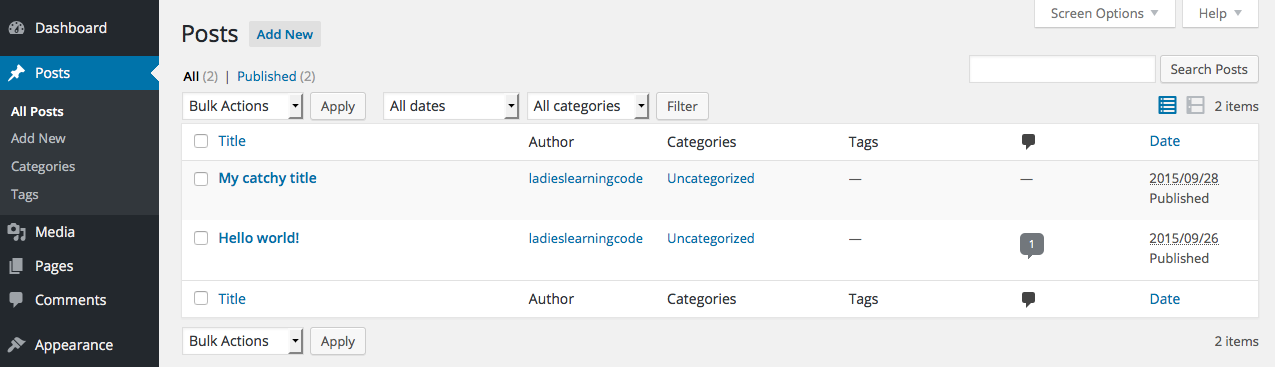 Dashboard
Posts
All Posts
Add New
Categories
Tags
Media
Pages
Comments
Appearance
Screen Options Help
Posts Add New
All (2) | Published (2)
Search Posts
Bulk Actions Apply All dates All categories Filter 2 items
Title Author Categories Tags Date
My catchy title ladieslearningcode Uncategorized — — 2015/09/28
Published
Hello world! ladieslearningcode Uncategorized — 1 2015/09/26
Published
Title Author Categories Tags Date
Bulk Actions Apply 2 items